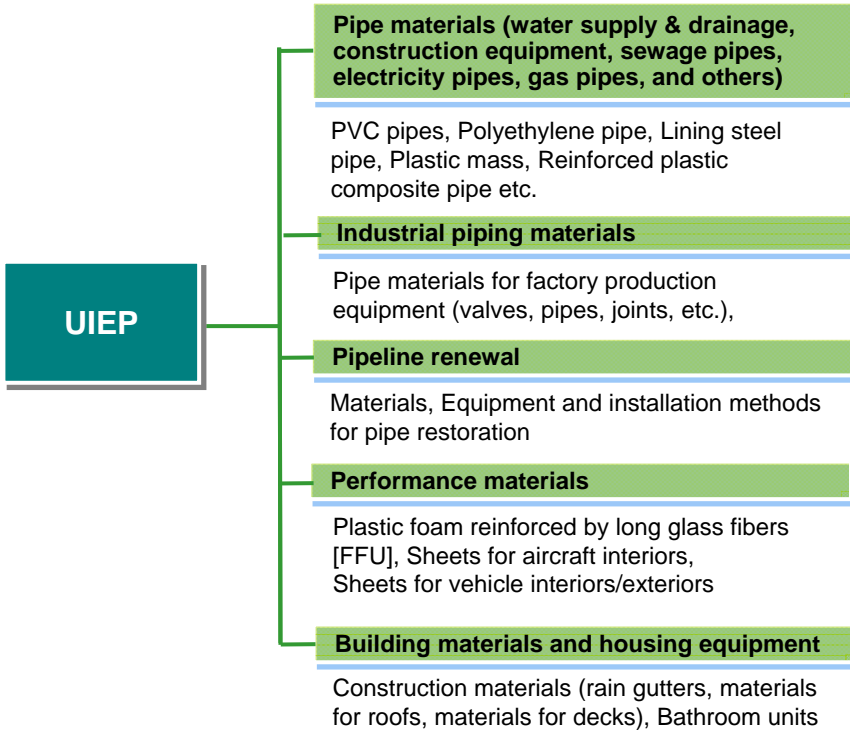 Pipe materials (water supply & drainage,
construction equipment, sewage pipes,
electricity pipes, gas pipes, and others)
PVC pipes, Polyethylene pipe, Lining steel
pipe, Plastic mass, Reinforced plastic
composite pipe etc.
Industrial piping materials
Pipe materials for factory production
equipment (valves, pipes, joints, etc.),
UIEP
Pipeline renewal
Materials, Equipment and installation methods
for pipe restoration
Performance materials
Plastic foam reinforced by long glass fibers
[FFU], Sheets for aircraft interiors,
Sheets for vehicle interiors/exteriors
Building materials and housing equipment
Construction materials (rain gutters, materials
for roofs, materials for decks), Bathroom units